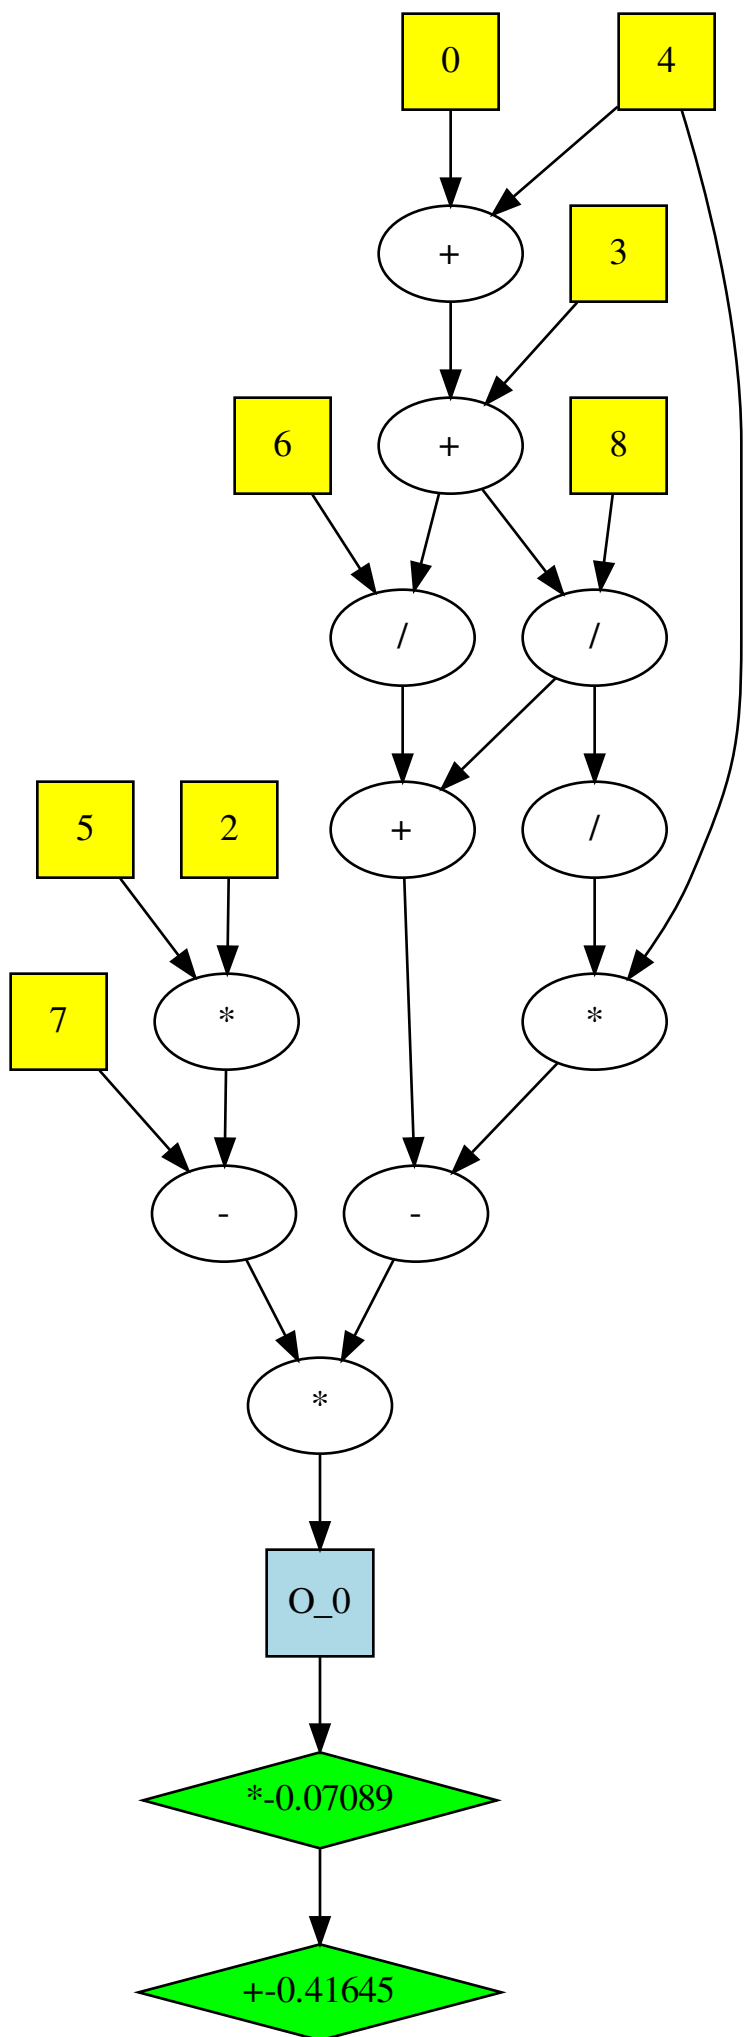 0 4
+ 3
6 + 8
/ /
5 2 + /
7 * *
- -
*
O_0
*-0.07089
+-0.41645